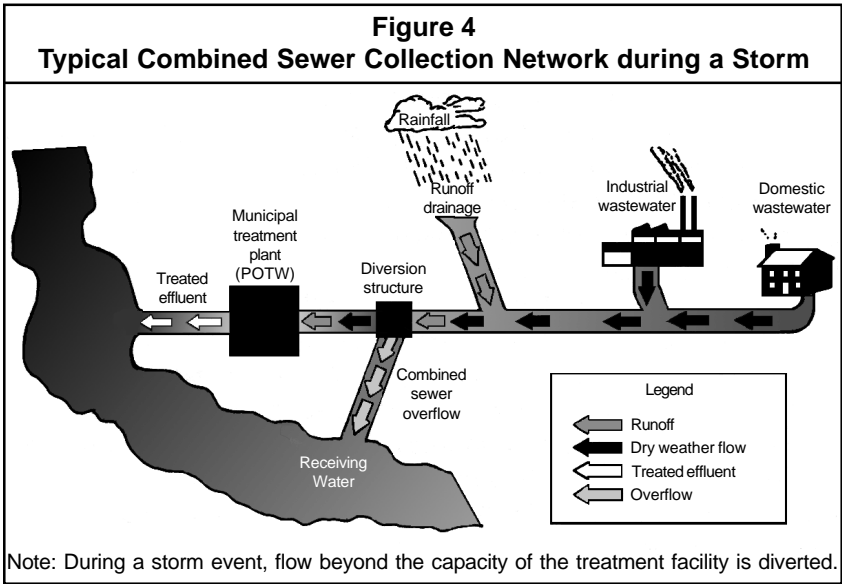 Figure 4
Typical Combined Sewer Collection Network during a Storm
Rainfall
Runoff
drainage
Industrial
wastewater
Domestic
wastewater
Municipal
treatment
plant
(POTW)
Diversion
structure
Treated
effluent
Combined
sewer
overflow
Receiving
Water
Legend
Runoff
Dry weather flow
Treated effluent
Overflow
Note: During a storm event, flow beyond the capacity of the treatment facility is diverted.